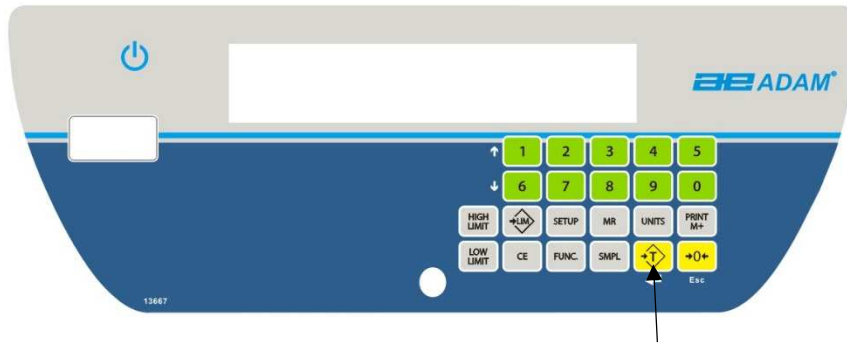 ae ADAM®
↑ 1 2 3 4 5
↓ 6 7 8 9 0
HIGH LIMIT →LIM SETUP MR UNITS PRINT M+
LOW LIMIT CE FUNC. SMPL →T →0←
Esc
13667